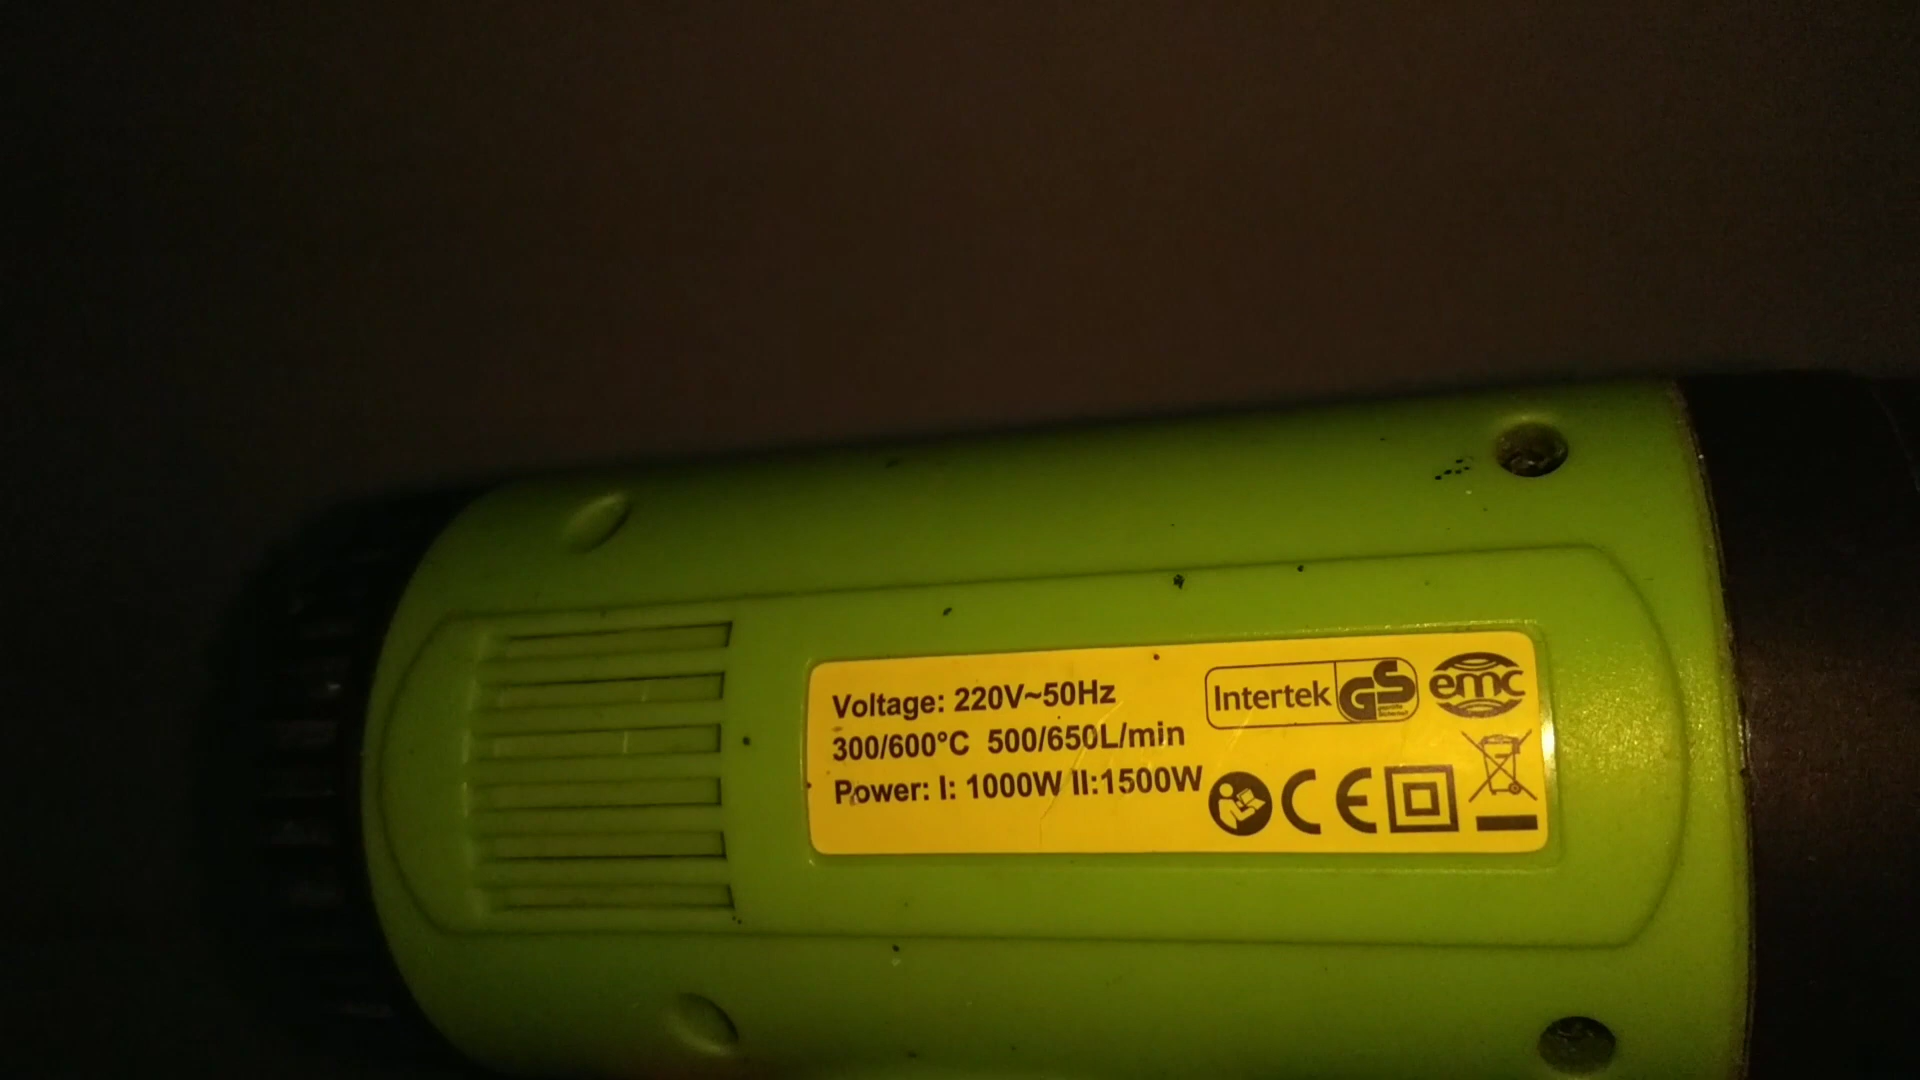 Voltage: 220V~50Hz
300/600°C 500/650L/min
Power: I: 1000W II:1500W
Intertek GS
emc
CE